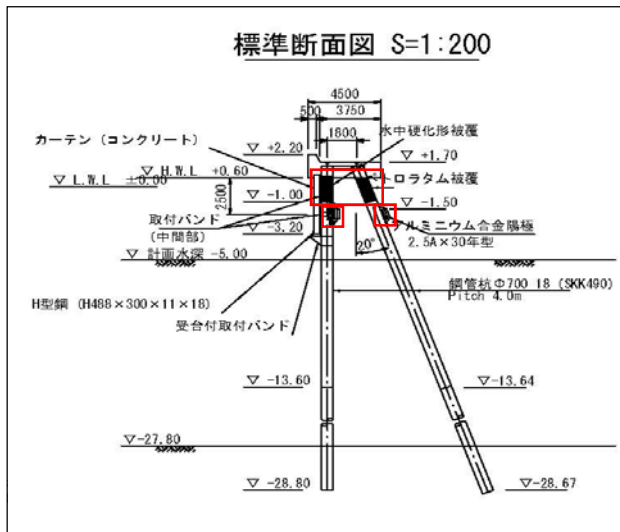 標準断面図 S=1:200
4500
500 3750
1800
カーテン (コンクリート)
水中硬化形被覆
▽ +2.20
▽ +1.70
▽ H.W.L +0.60
トロラタム被覆
▽ L.W.L ±0.00
2500
▽ -1.00
▽ -1.50
取付バンド
(中間部)
ルミニウム合金陽極
▽ -3.20
2.5A×30年型
20°
▽ 計画水深 -5.00
鋼管杭Φ700 18 (SKK490)
Pitch 4.0m
H型鋼 (H488×300×11×18)
受台付取付バンド
▽ -13.60
▽-13.64
▽-27.80
▽ -28.80
▽-28.67